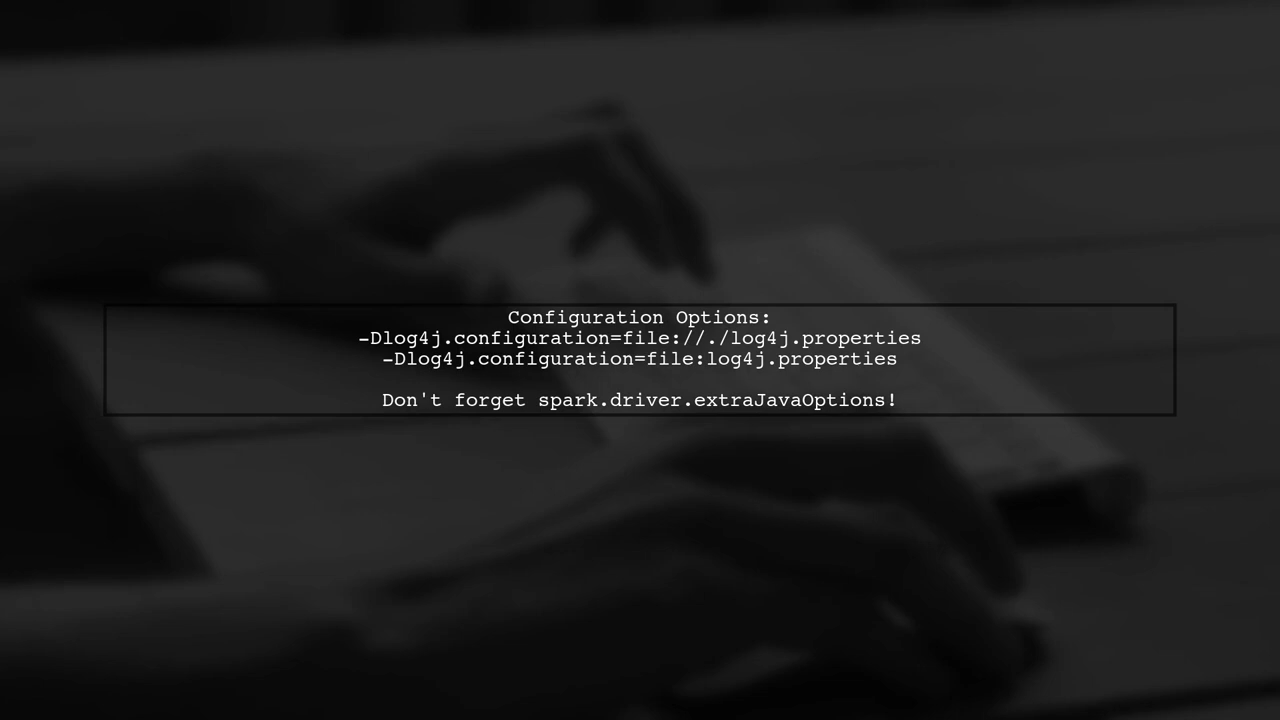 Configuration Options:
-Dlog4j.configuration=file://./log4j.properties
-Dlog4j.configuration=file:log4j.properties
Don't forget spark.driver.extraJavaOptions!